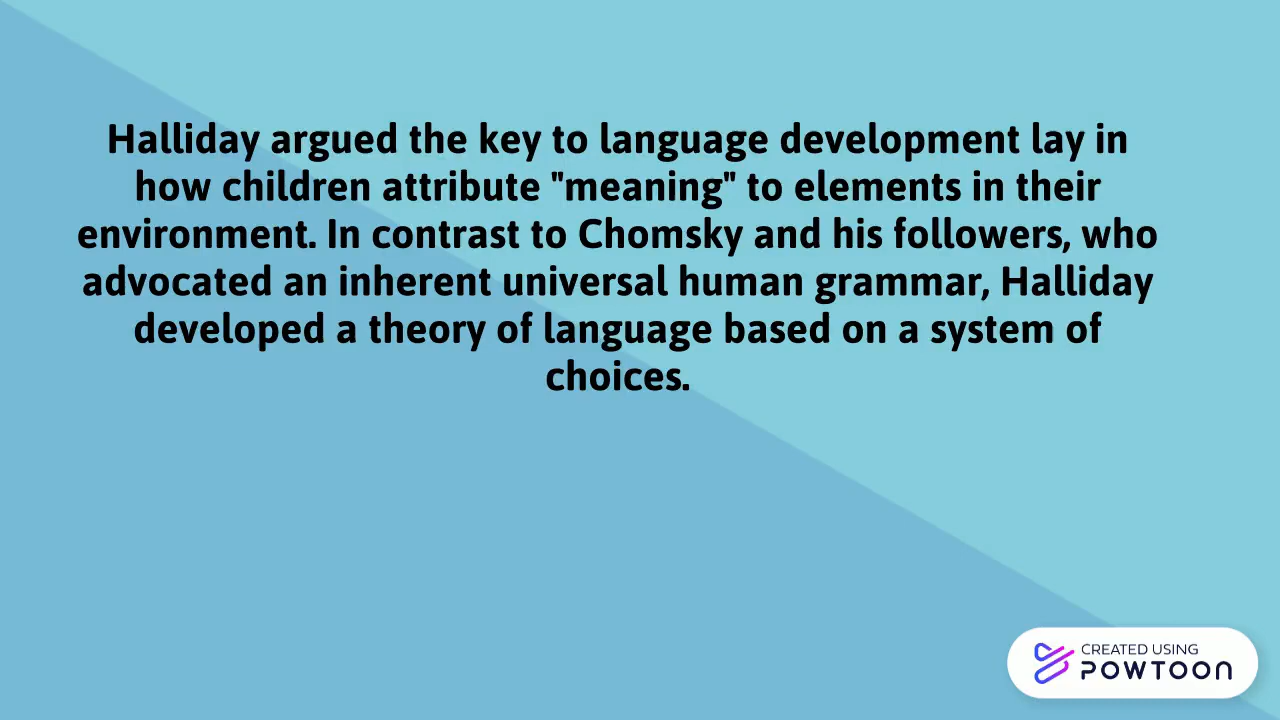 Halliday argued the key to language development lay in
how children attribute "meaning" to elements in their
environment. In contrast to Chomsky and his followers, who
advocated an inherent universal human grammar, Halliday
developed a theory of language based on a system of
choices.
CREATED USING
POWTOON